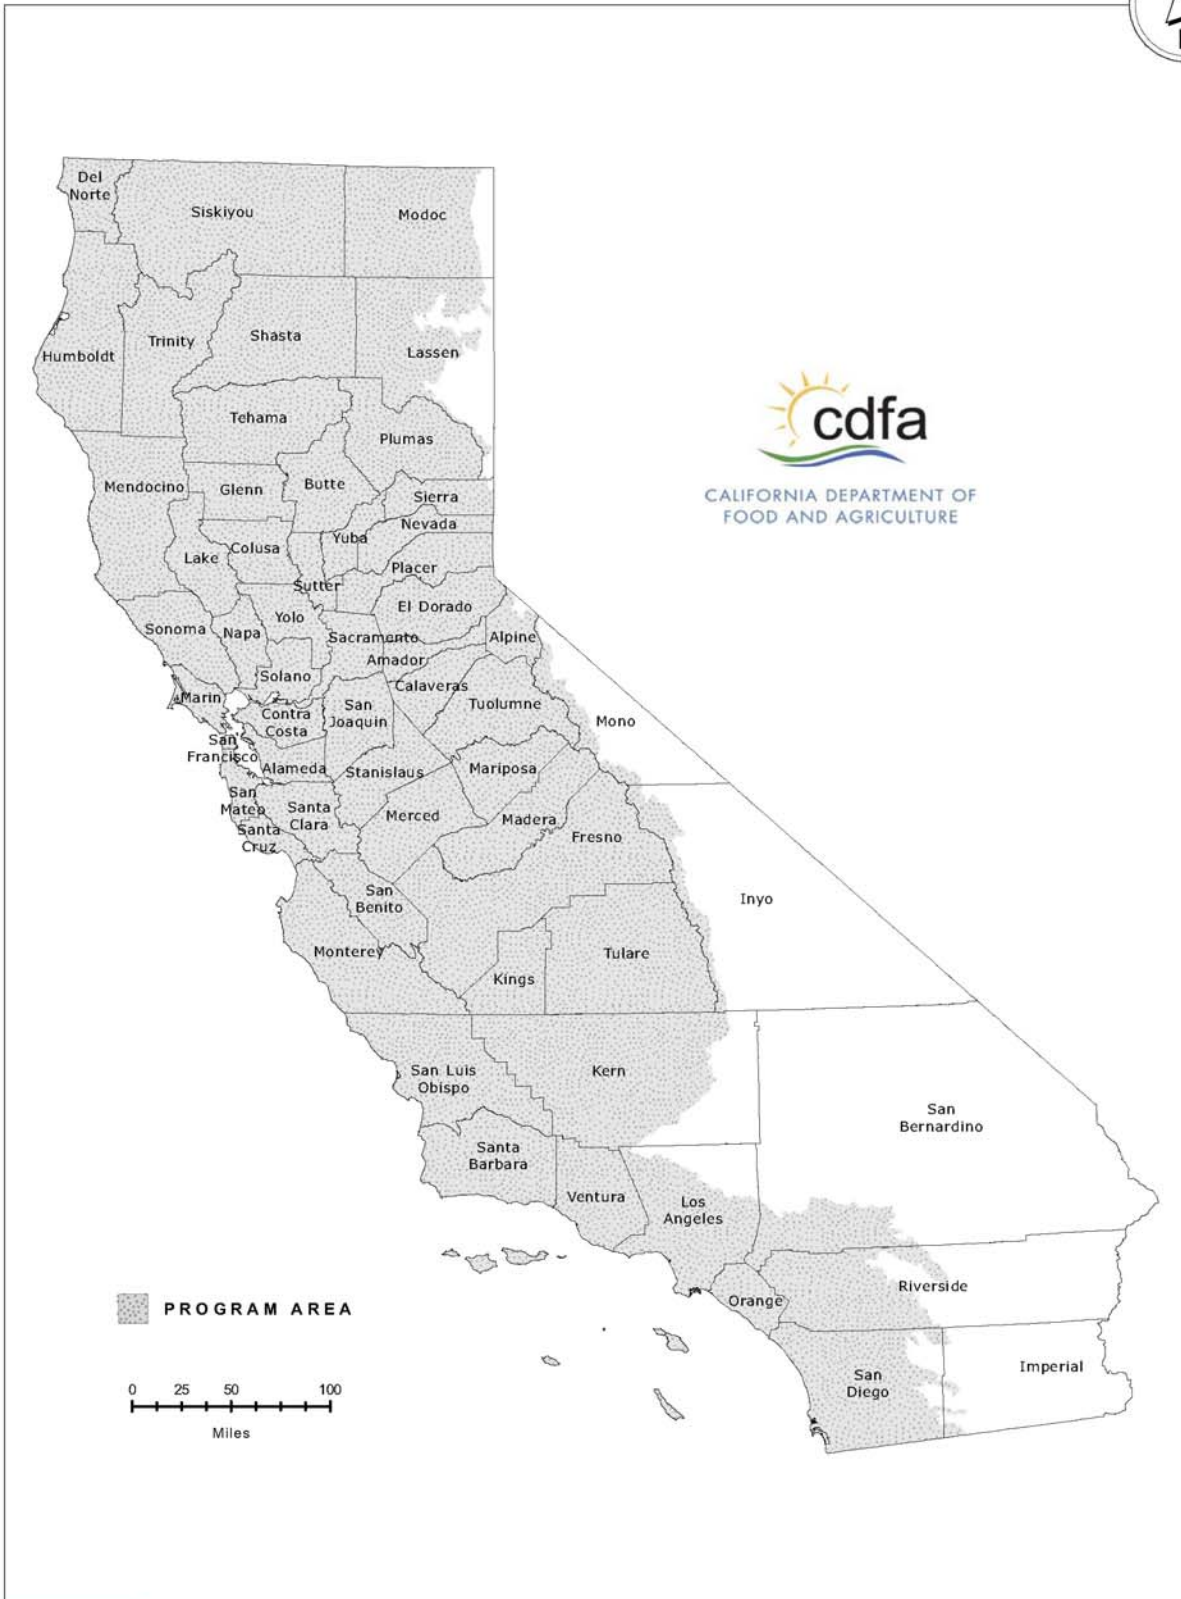 Del
Norte
Siskiyou
Modoc
Shasta
Trinity
Lassen
Humboldt
cdfa
CALIFORNIA DEPARTMENT OF
FOOD AND AGRICULTURE
Tehama
Plumas
Mendocino
Glenn
Butte
Sierra
Nevada
Yuba
Colusa
Lake
Placer
Sutter
El Dorado
Yolo
Sonoma
Napa
Sacramento
Alpine
Amador
Solano
Calaveras
Marin
Tuolumne
San
Joaquin
Contra
Costa
Mono
San
Francisco
Alameda
Stanislaus
Mariposa
San
Mateo
Santa
Clara
Merced
Madera
Santa
Cruz
Fresno
San
Benito
Inyo
Monterey
Tulare
Kings
San Luis
Obispo
Kern
San
Bernardino
Santa
Barbara
Ventura
Los
Angeles
Riverside
Orange
PROGRAM AREA
San
Diego
Imperial
0 25 50 100
Miles